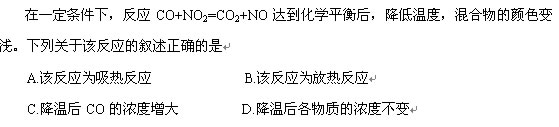 在一定条件下，反应 CO+NO₂=CO₂+NO 达到化学平衡后，降低温度，混合物的颜色变
浅。下列关于该反应的叙述正确的是↵
A.该反应为吸热反应 B.该反应为放热反应↵
C.降温后 CO 的浓度增大 D.降温后各物质的浓度不变↵